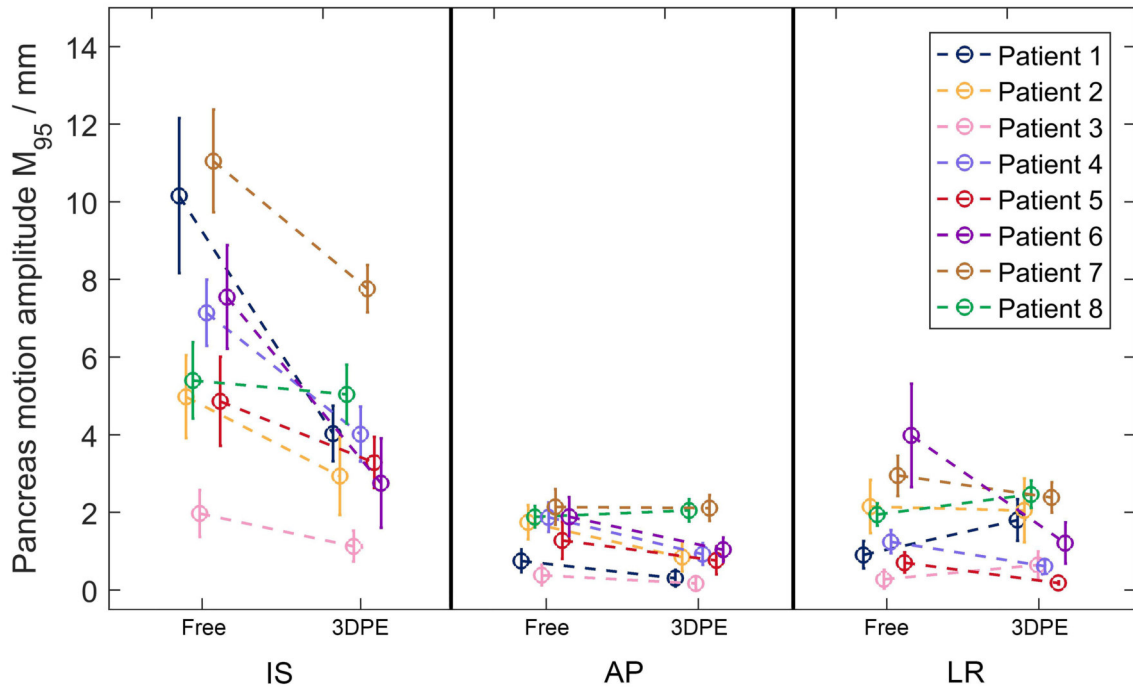 Pancreas motion amplitude M95 / mm
14
12
10
8
6
4
2
0
Patient 1
Patient 2
Patient 3
Patient 4
Patient 5
Patient 6
Patient 7
Patient 8
Free 3DPE Free 3DPE Free 3DPE
IS AP LR